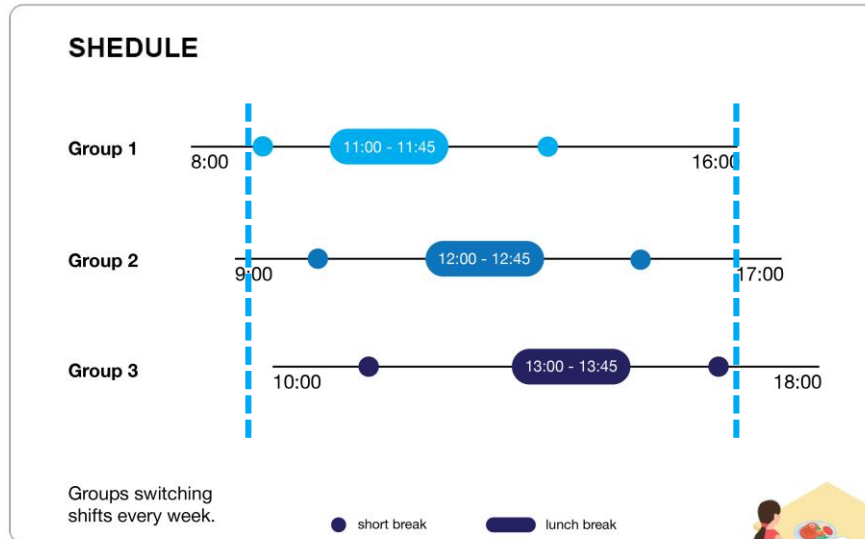 SHEDULE
Group 1
8:00
11:00 - 11:45
16:00
Group 2
9:00
12:00 - 12:45
17:00
Group 3
10:00
13:00 - 13:45
18:00
Groups switching
shifts every week.
short break
lunch break